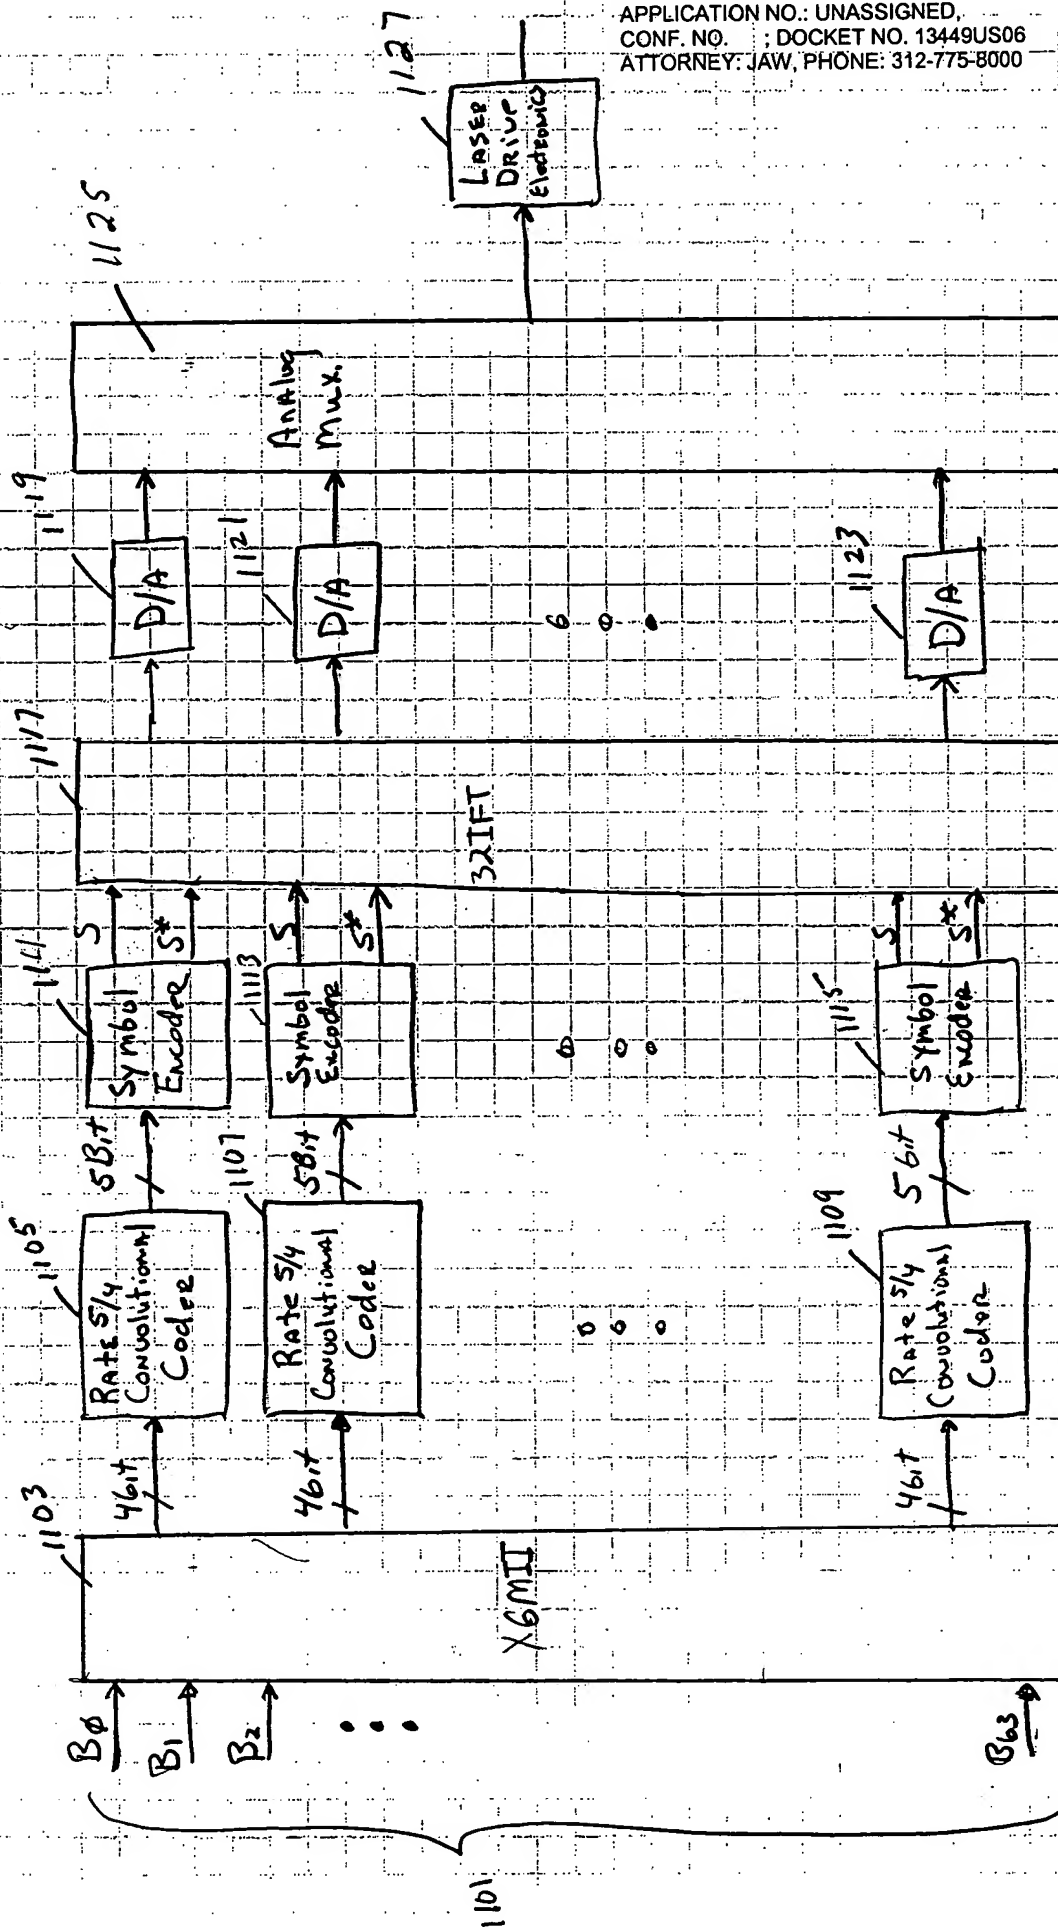 APPLICATION NO.: UNASSIGNED,
CONF. NO. ; DOCKET NO. 13449US06
ATTORNEY: JAW, PHONE: 312-775-8000
1101
BØ
B1
B2
B63
1103
XGMII
4bit
4bit
4bit
1105
Rate 5/4
Convolutional
Coder
1107
Rate 5/4
Convolutional
Coder
1109
Rate 5/4
Convolutional
Coder
5Bit
5Bit
5bit
1111
Symbol
Encoder
1113
Symbol
Encoder
1115
Symbol
Encoder
S
S*
S
S*
S
S*
1117
32IFT
1119
D/A
1121
D/A
1123
D/A
1125
Analog
Mux.
1127
LASER
DRIVE
Electronics